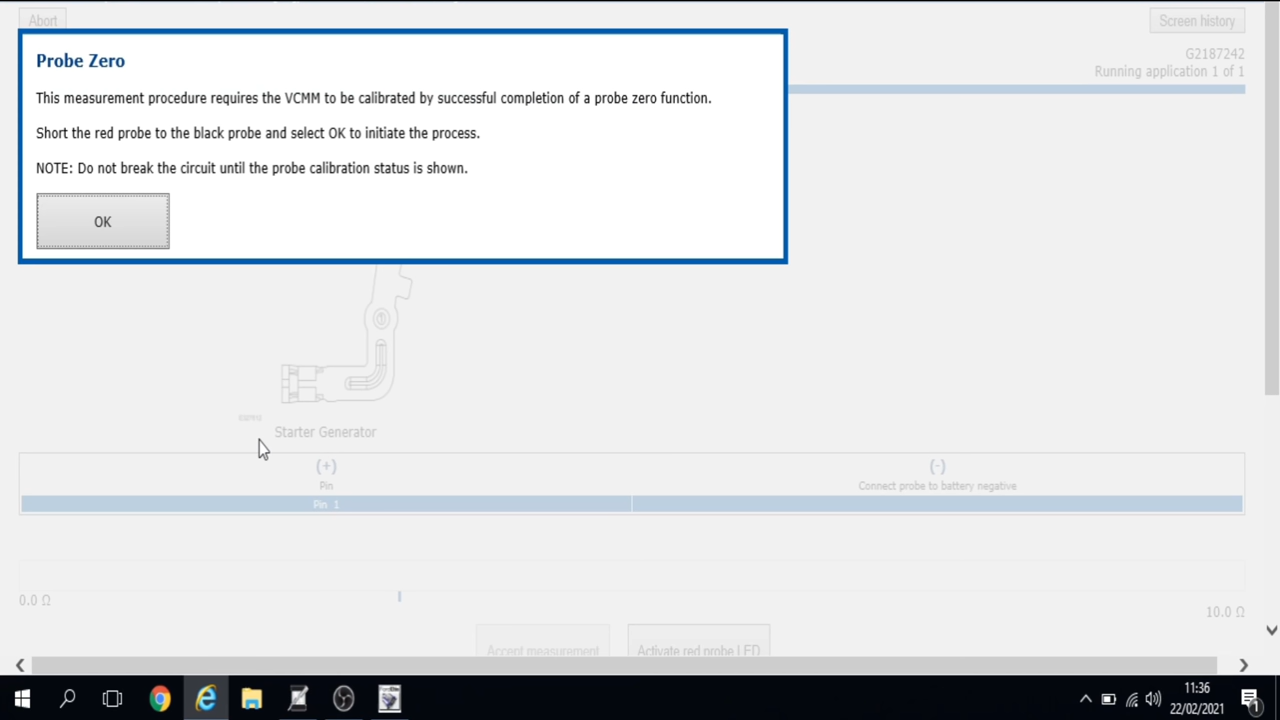 Abort
Screen history
Probe Zero
G2187242
Running application 1 of 1
This measurement procedure requires the VCMM to be calibrated by successful completion of a probe zero function.
Short the red probe to the black probe and select OK to initiate the process.
NOTE: Do not break the circuit until the probe calibration status is shown.
OK
Starter Generator
(+)
(-)
Pin
Connect probe to battery negative
Pin 1
0.0 Ω
10.0 Ω
Accept measurement
Activate red probe LED
11:36
22/02/2021
1